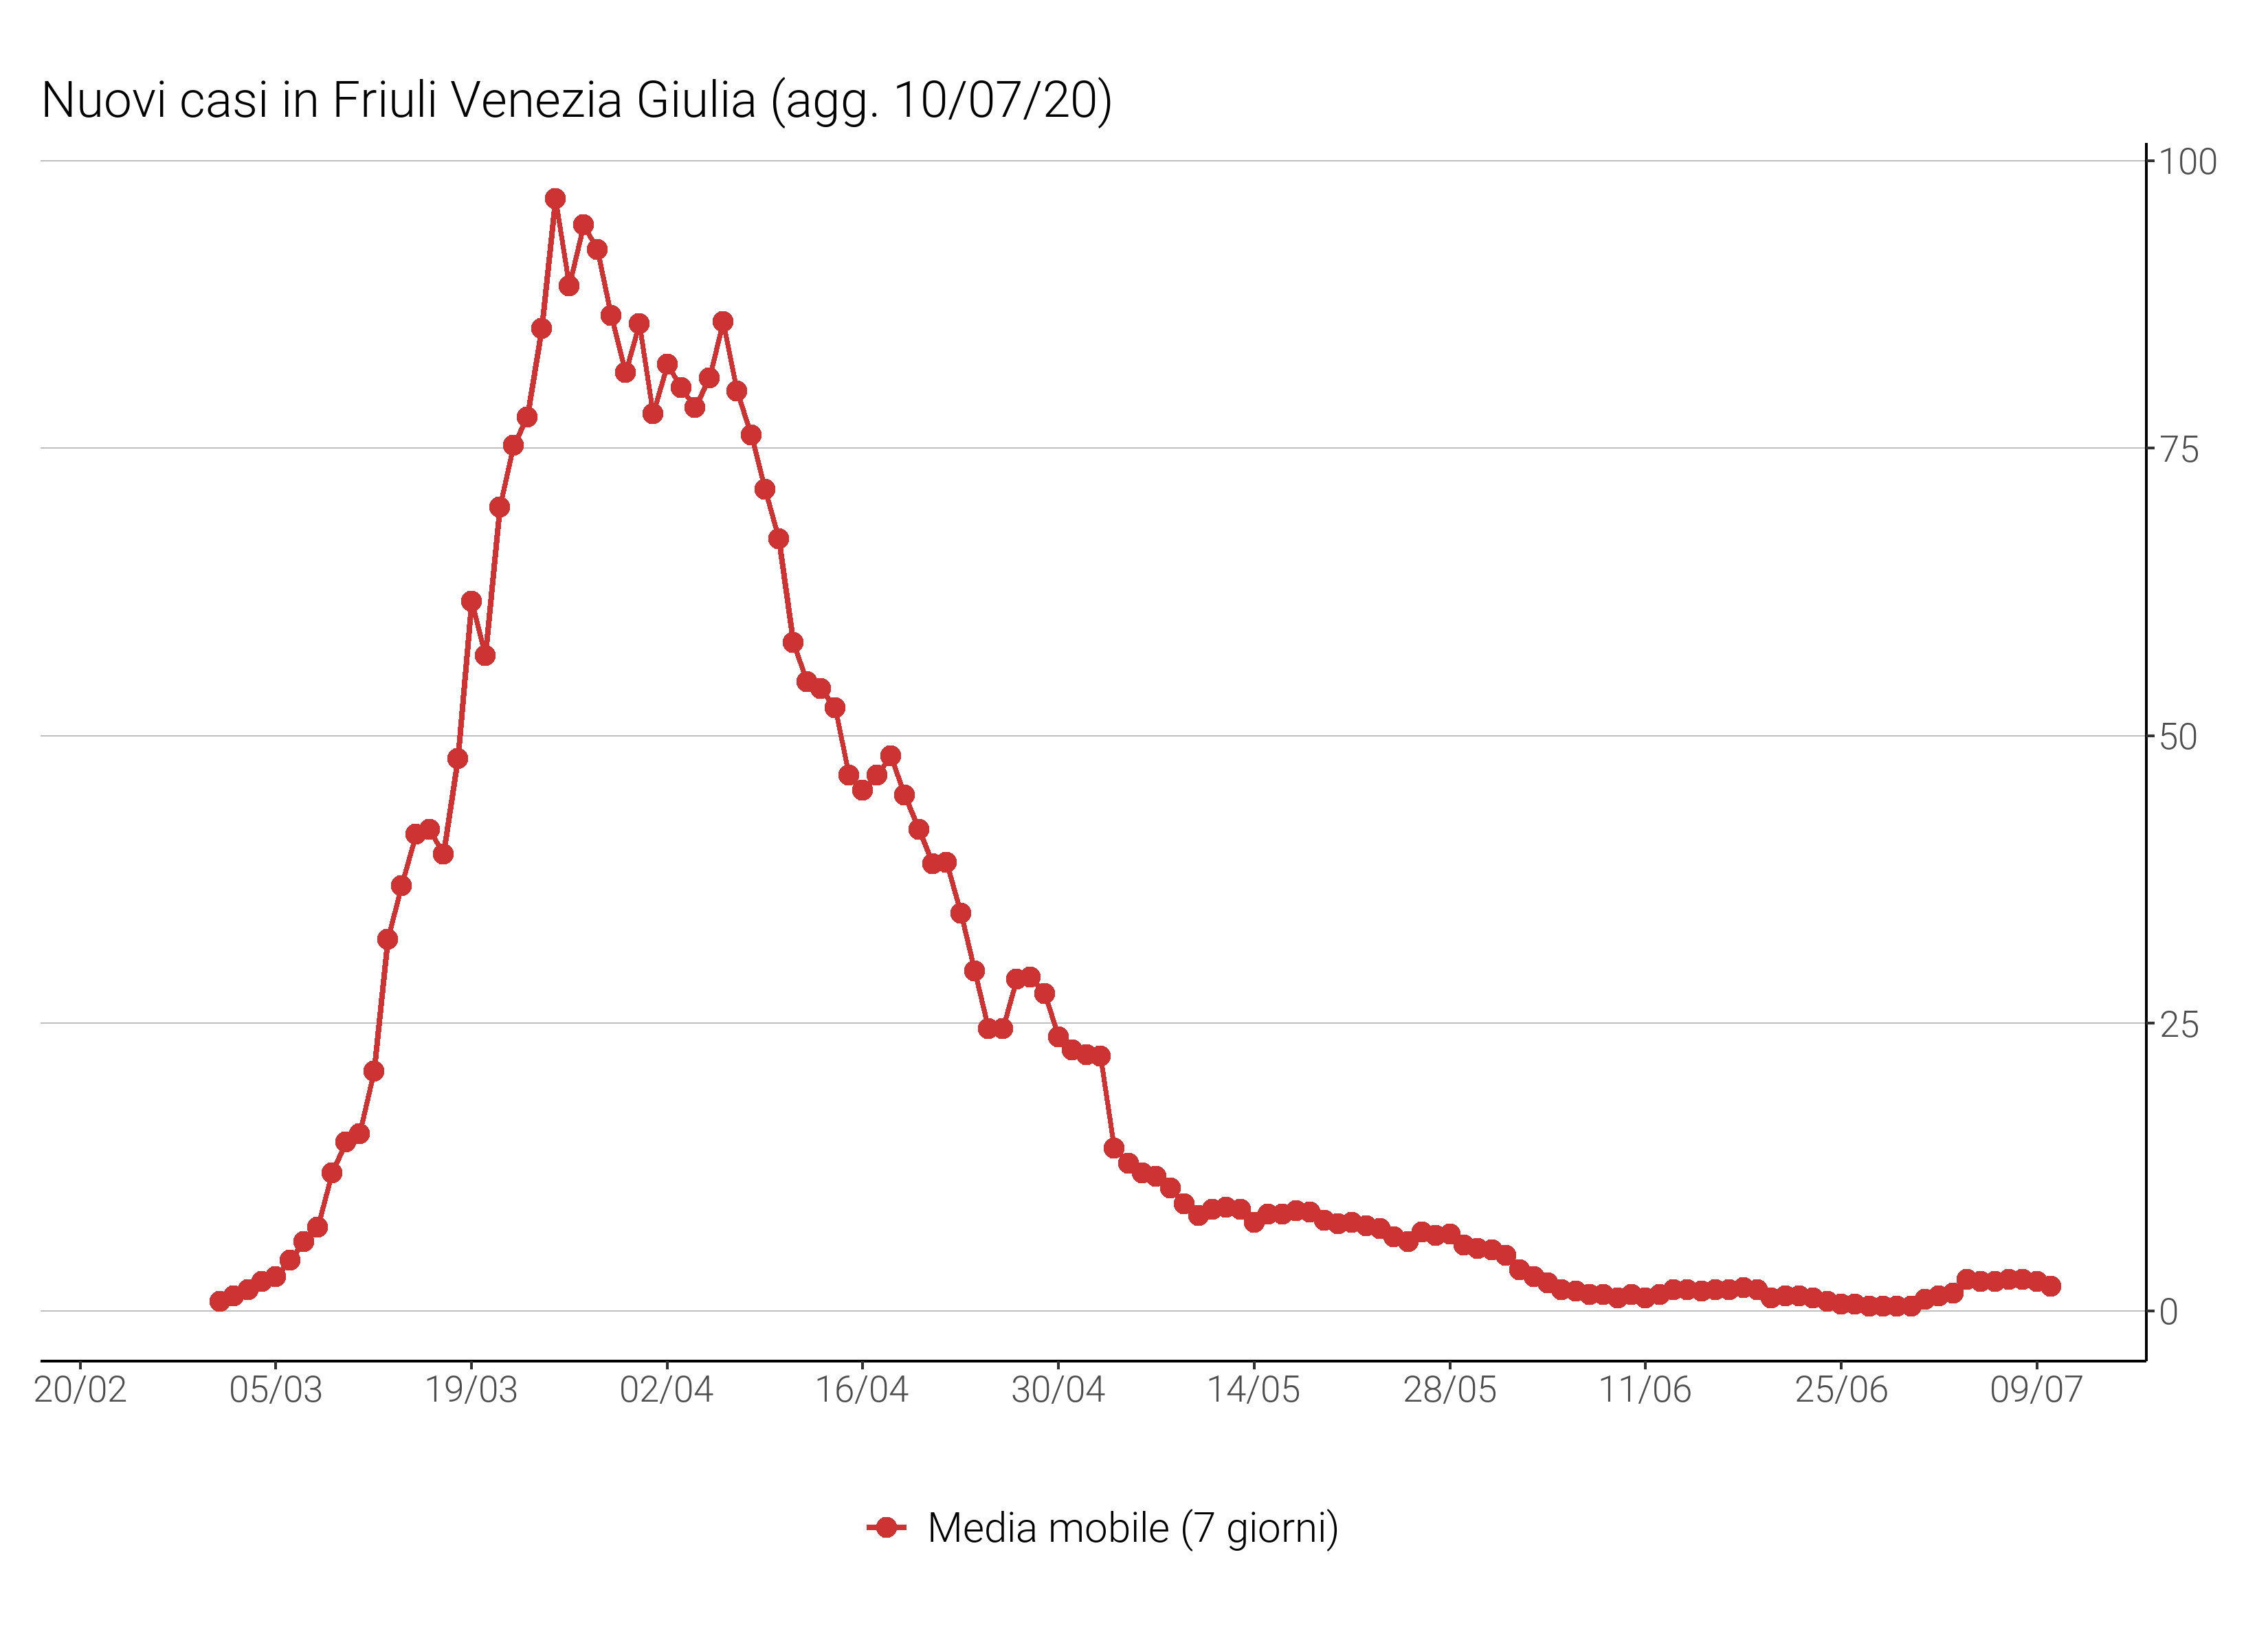 Nuovi casi in Friuli Venezia Giulia (agg. 10/07/20)
100
75
50
25
0
20/02 05/03 19/03 02/04 16/04 30/04 14/05 28/05 11/06 25/06 09/07
Media mobile (7 giorni)